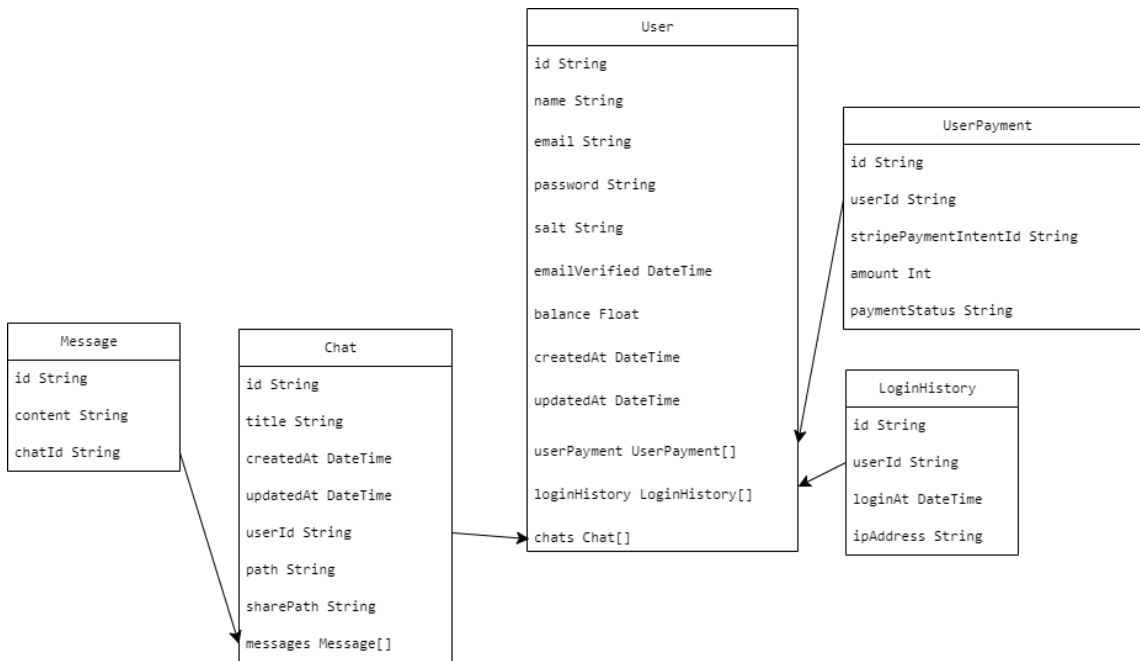 User
id String
name String
email String
password String
salt String
emailVerified DateTime
balance Float
createdAt DateTime
updatedAt DateTime
userPayment UserPayment[]
loginHistory LoginHistory[]
chats Chat[]
UserPayment
id String
userId String
stripePaymentIntentId String
amount Int
paymentStatus String
Message
id String
content String
chatId String
Chat
id String
title String
createdAt DateTime
updatedAt DateTime
userId String
path String
sharePath String
messages Message[]
LoginHistory
id String
userId String
loginAt DateTime
ipAddress String